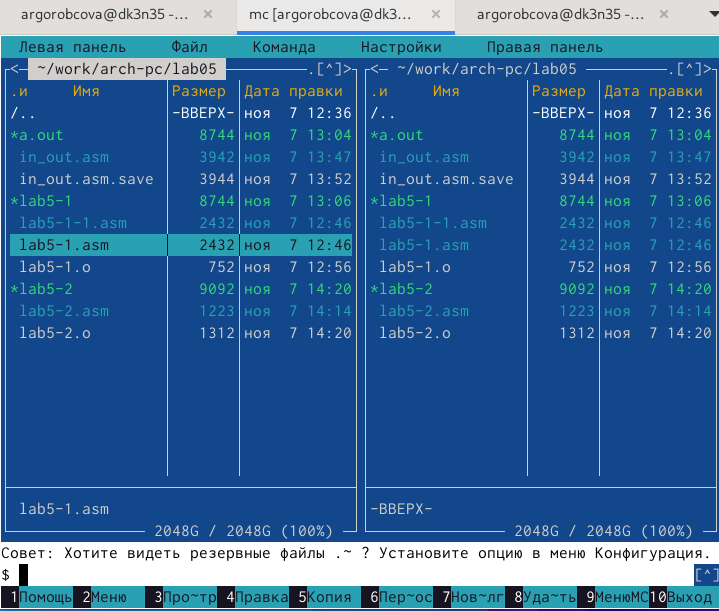 argorobcova@dk3n35 -... × mc [argorobcova@dk3... × argorobcova@dk3n35 -... ×
Левая панель Файл Команда Настройки Правая панель
<─ ~/work/arch-pc/lab05 ─.[^]> <─ ~/work/arch-pc/lab05 ─.[^]>
.и Имя Размер Дата правки .и Имя Размер Дата правки
/.. -ВВЕРХ- ноя 7 12:36 /.. -ВВЕРХ- ноя 7 12:36
*a.out 8744 ноя 7 13:04 *a.out 8744 ноя 7 13:04
in_out.asm 3942 ноя 7 13:47 in_out.asm 3942 ноя 7 13:47
in_out.asm.save 3944 ноя 7 13:52 in_out.asm.save 3944 ноя 7 13:52
*lab5-1 8744 ноя 7 13:06 *lab5-1 8744 ноя 7 13:06
lab5-1-1.asm 2432 ноя 7 12:46 lab5-1-1.asm 2432 ноя 7 12:46
lab5-1.asm 2432 ноя 7 12:46 lab5-1.asm 2432 ноя 7 12:46
lab5-1.o 752 ноя 7 12:56 lab5-1.o 752 ноя 7 12:56
*lab5-2 9092 ноя 7 14:20 *lab5-2 9092 ноя 7 14:20
lab5-2.asm 1223 ноя 7 14:14 lab5-2.asm 1223 ноя 7 14:14
lab5-2.o 1312 ноя 7 14:20 lab5-2.o 1312 ноя 7 14:20
lab5-1.asm -ВВЕРХ-
2048G / 2048G (100%) 2048G / 2048G (100%)
Совет: Хотите видеть резервные файлы .~ ? Установите опцию в меню Конфигурация.
$ [^]
1Помощь 2Меню 3Про~тр 4Правка 5Копия 6Пер~ос 7Нов~лг 8Уда~ть 9МенюMC 10Выход